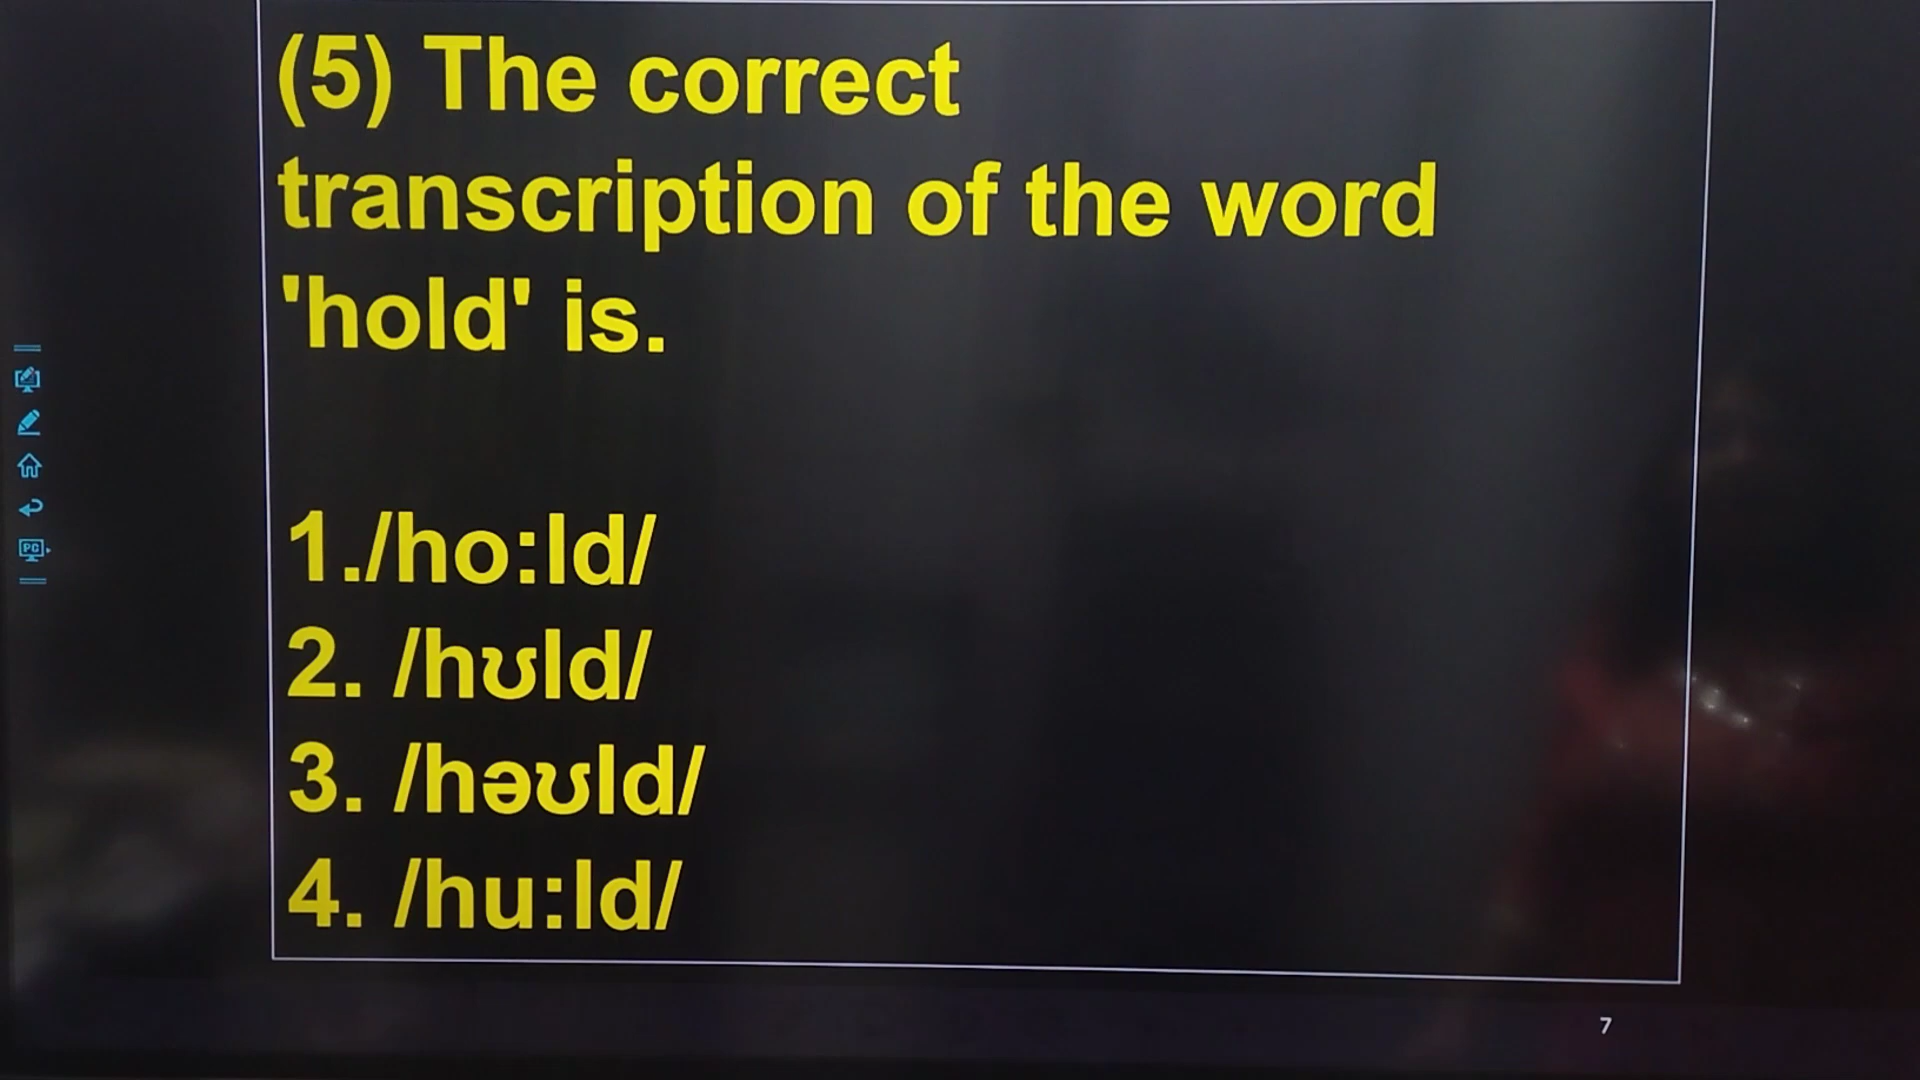 (5) The correct
transcription of the word
'hold' is.
1./ho:ld/
2. /hʊld/
3. /həʊld/
4. /hu:ld/
PC
7